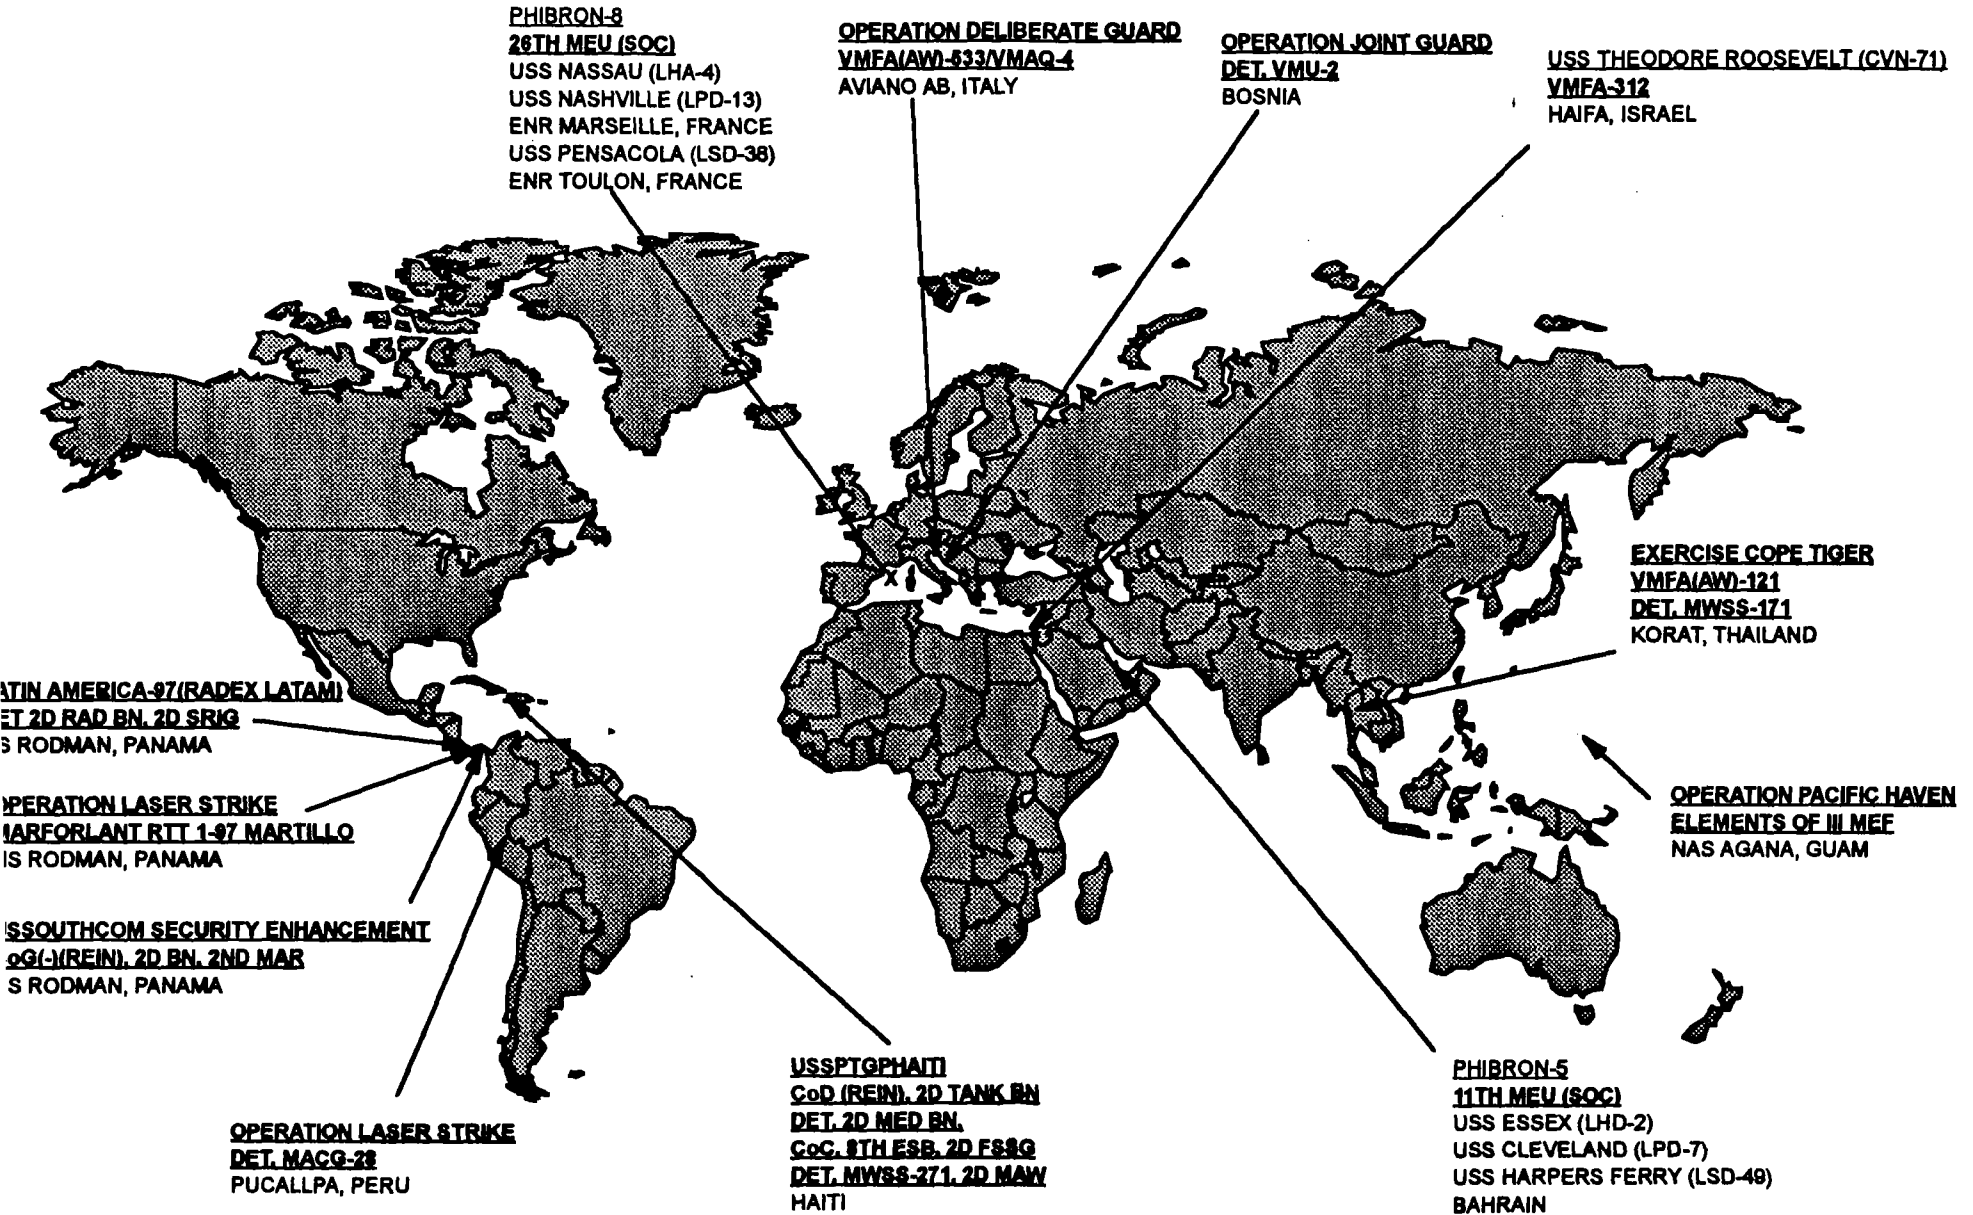 PHIBRON-8
26TH MEU (SOC)
USS NASSAU (LHA-4)
USS NASHVILLE (LPD-13)
ENR MARSEILLE, FRANCE
USS PENSACOLA (LSD-38)
ENR TOULON, FRANCE
OPERATION DELIBERATE GUARD
VMFA(AW)-533/VMAQ-4
AVIANO AB, ITALY
OPERATION JOINT GUARD
DET. VMU-2
BOSNIA
USS THEODORE ROOSEVELT (CVN-71)
VMFA-312
HAIFA, ISRAEL
EXERCISE COPE TIGER
VMFA(AW)-121
DET. MWSS-171
KORAT, THAILAND
X
ATIN AMERICA-97(RADEX LATAM)
ET 2D RAD BN. 2D SRIG
S RODMAN, PANAMA
OPERATION LASER STRIKE
MARFORLANT RTT 1-97 MARTILLO
IS RODMAN, PANAMA
OPERATION PACIFIC HAVEN
ELEMENTS OF III MEF
NAS AGANA, GUAM
SSOUTHCOM SECURITY ENHANCEMENT
oG(-)(REIN). 2D BN. 2ND MAR
S RODMAN, PANAMA
OPERATION LASER STRIKE
DET. MACG-28
PUCALLPA, PERU
USSPTGPHAITI
CoD (REIN). 2D TANK BN
DET. 2D MED BN.
CoC. 8TH ESB. 2D FSSG
DET. MWSS-271. 2D MAW
HAITI
PHIBRON-5
11TH MEU (SOC)
USS ESSEX (LHD-2)
USS CLEVELAND (LPD-7)
USS HARPERS FERRY (LSD-49)
BAHRAIN